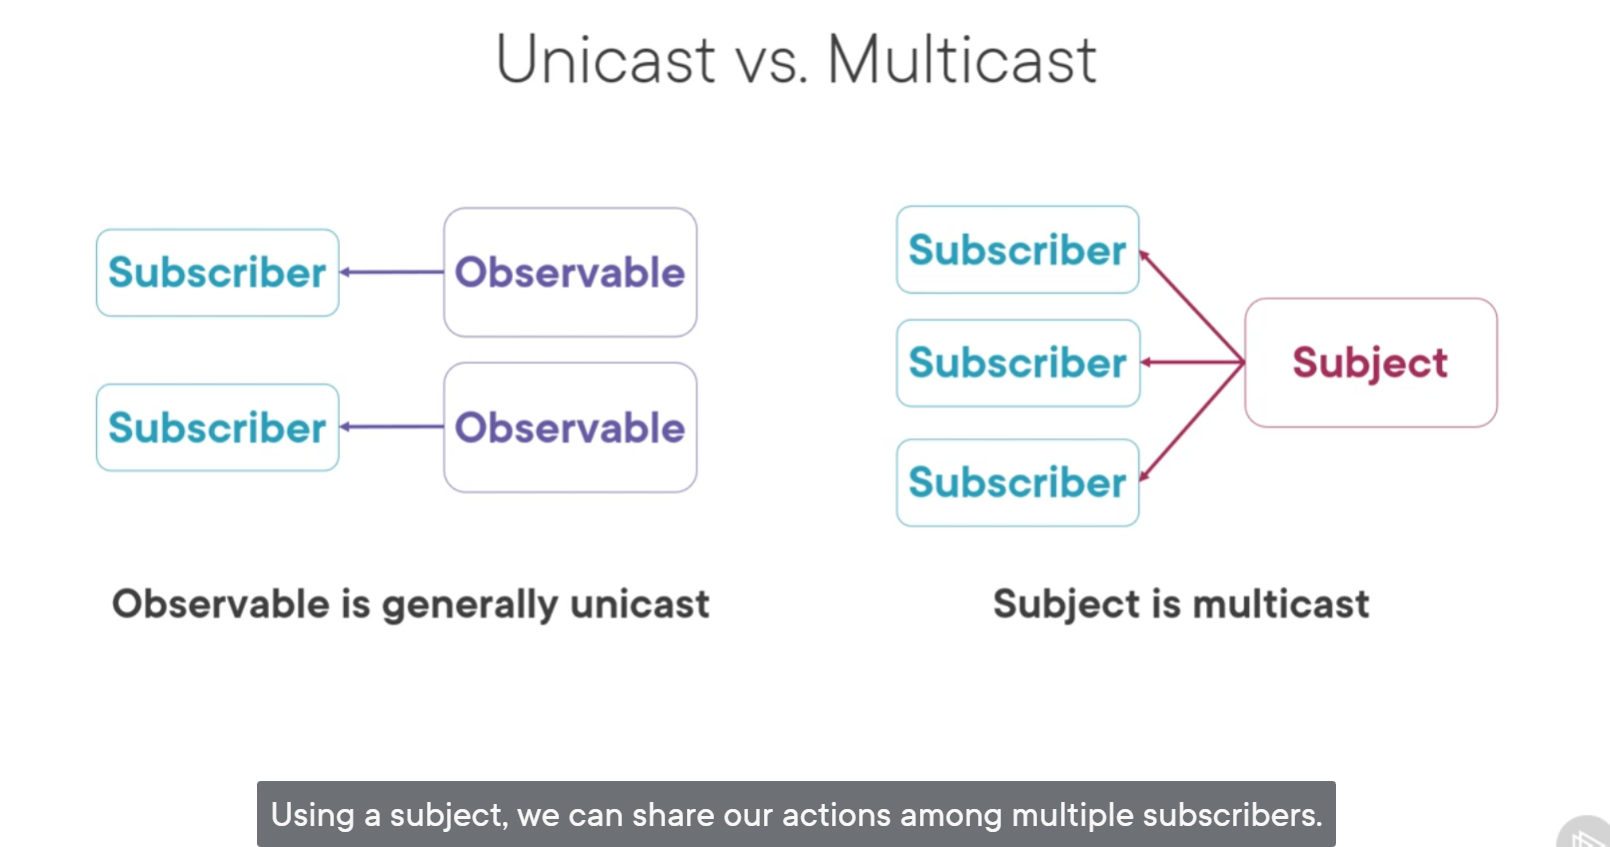 Unicast vs. Multicast
Subscriber
Observable
Subscriber
Observable
Observable is generally unicast
Subscriber
Subscriber
Subscriber
Subject
Subject is multicast
Using a subject, we can share our actions among multiple subscribers.